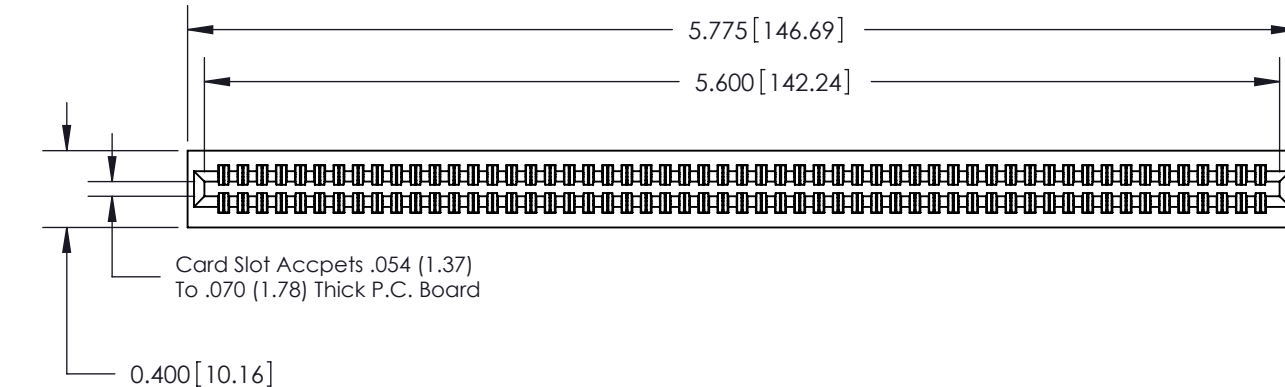 5.775[146.69]
5.600[142.24]
Card Slot Accpets .054 (1.37)
To .070 (1.78) Thick P.C. Board
0.400[10.16]